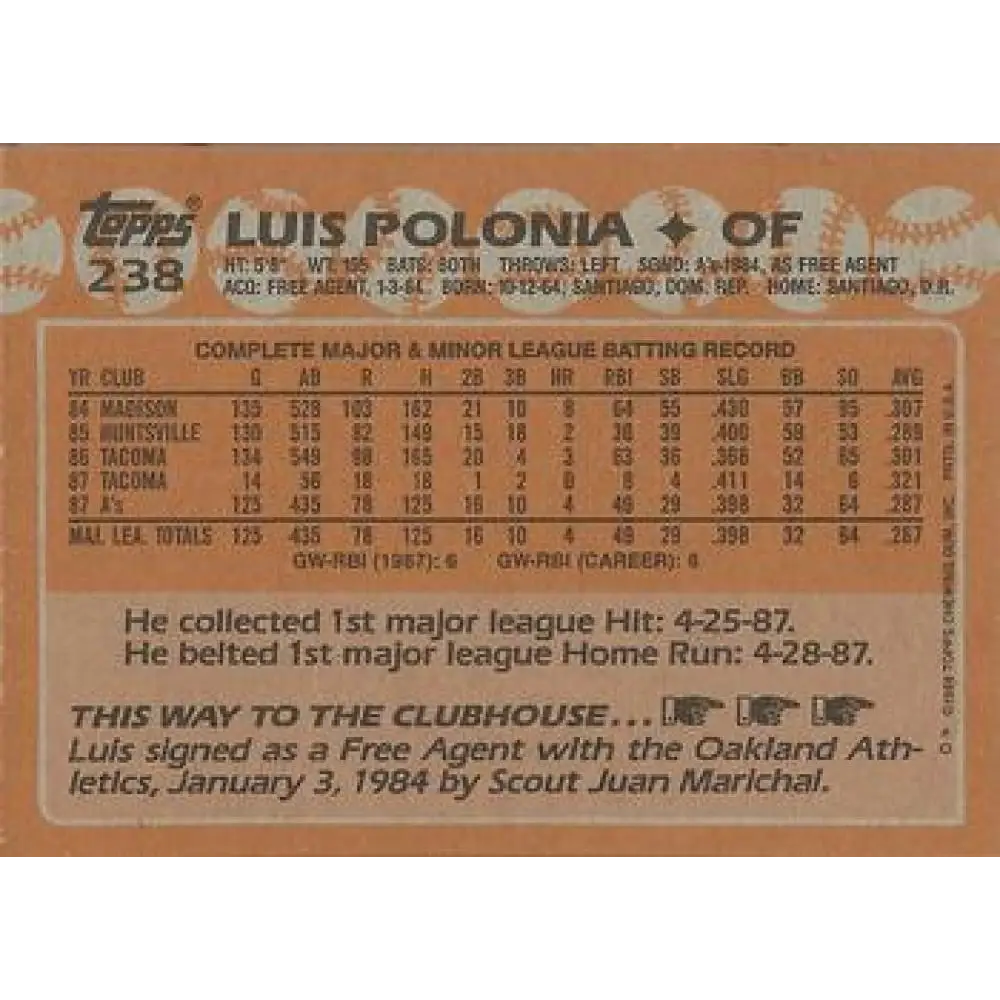 Topps® LUIS POLONIA ✦ OF
238 HT: 5'8" WT: 155 BATS: BOTH THROWS: LEFT SGND: A's-1984, AS FREE AGENT
ACQ: FREE AGENT, 1-3-84 BORN: 10-12-64, SANTIAGO, DOM. REP. HOME: SANTIAGO, D.R.
COMPLETE MAJOR & MINOR LEAGUE BATTING RECORD
YR CLUB G AB R H 2B 3B HR RBI SB SLG BB SO AVG
84 MADISON 135 528 103 162 21 10 8 64 55 .430 57 95 .307
85 HUNTSVILLE 130 515 82 149 15 18 2 36 39 .400 58 53 .289
86 TACOMA 134 549 98 165 20 4 3 63 36 .366 52 65 .301
87 TACOMA 14 56 18 18 1 2 0 8 4 .411 14 6 .321
87 A's 125 435 78 125 16 10 4 49 29 .398 32 64 .287
MAJ. LEA. TOTALS 125 435 78 125 16 10 4 49 29 .398 32 64 .287
GW-RBI (1987): 6 GW-RBI (CAREER): 6
He collected 1st major league Hit: 4-25-87.
He belted 1st major league Home Run: 4-28-87.
THIS WAY TO THE CLUBHOUSE...
Luis signed as a Free Agent with the Oakland Ath-
letics, January 3, 1984 by Scout Juan Marichal.
©1988 TOPPS CHEWING GUM, INC. PRTD. IN U.S.A.